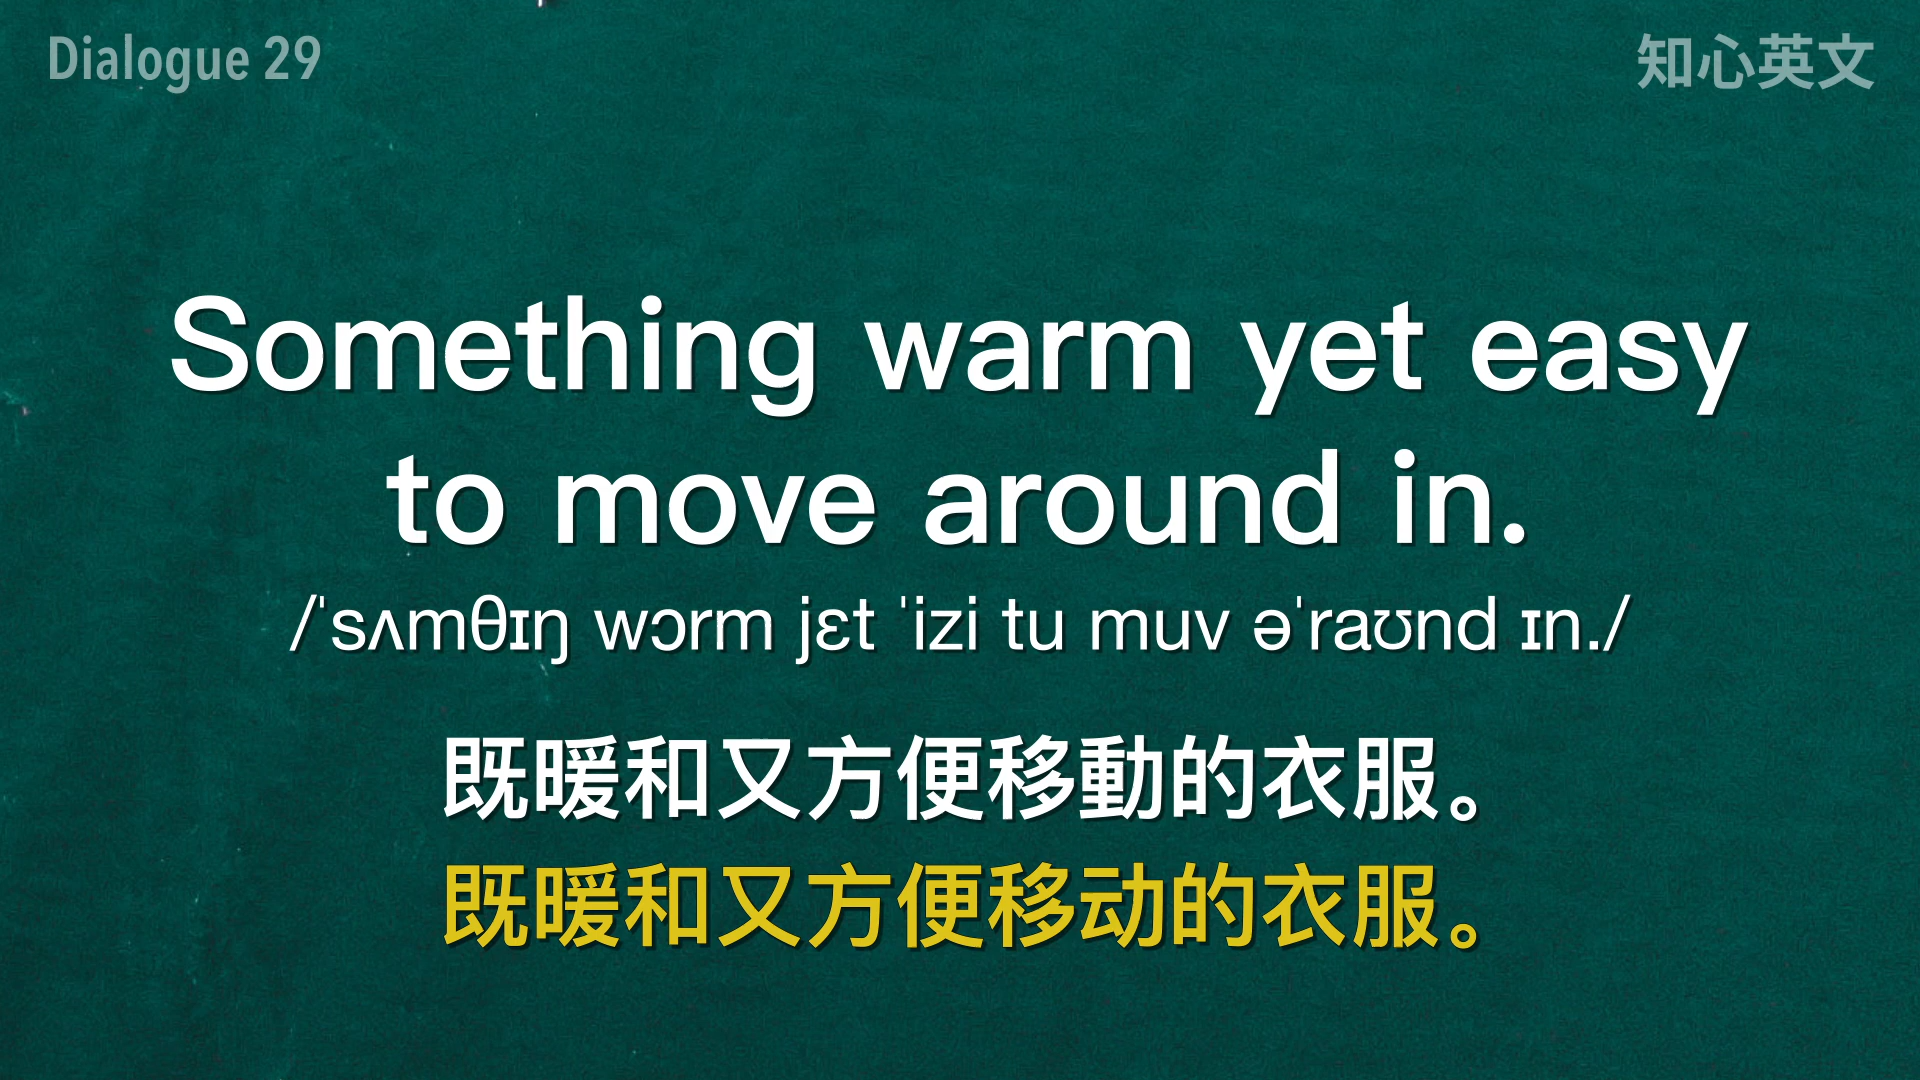 Dialogue 29
知心英文
Something warm yet easy
to move around in.
/ˈsʌmθɪŋ wɔrm jɛt ˈizi tu muv əˈraʊnd ɪn./
既暖和又方便移動的衣服。
既暖和又方便移动的衣服。